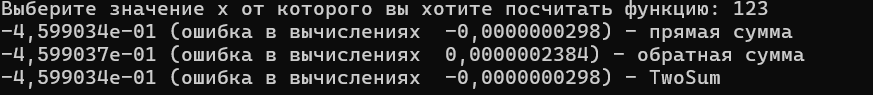 Выберите значение x от которого вы хотите посчитать функцию: 123
-4,599034e-01 (ошибка в вычислениях  -0,0000000298) - прямая сумма
-4,599037e-01 (ошибка в вычислениях  0,0000002384) - обратная сумма
-4,599034e-01 (ошибка в вычислениях  -0,0000000298) - TwoSum